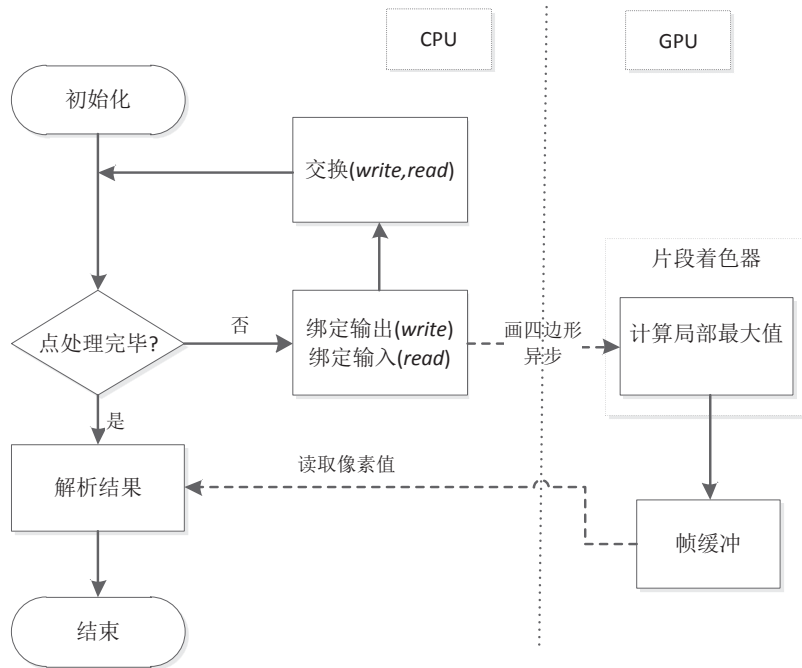 CPU
GPU
初始化
交换(write,read)
片段着色器
点处理完毕?
否
绑定输出(write)
绑定输入(read)
画四边形
异步
计算局部最大值
是
解析结果
读取像素值
帧缓冲
结束